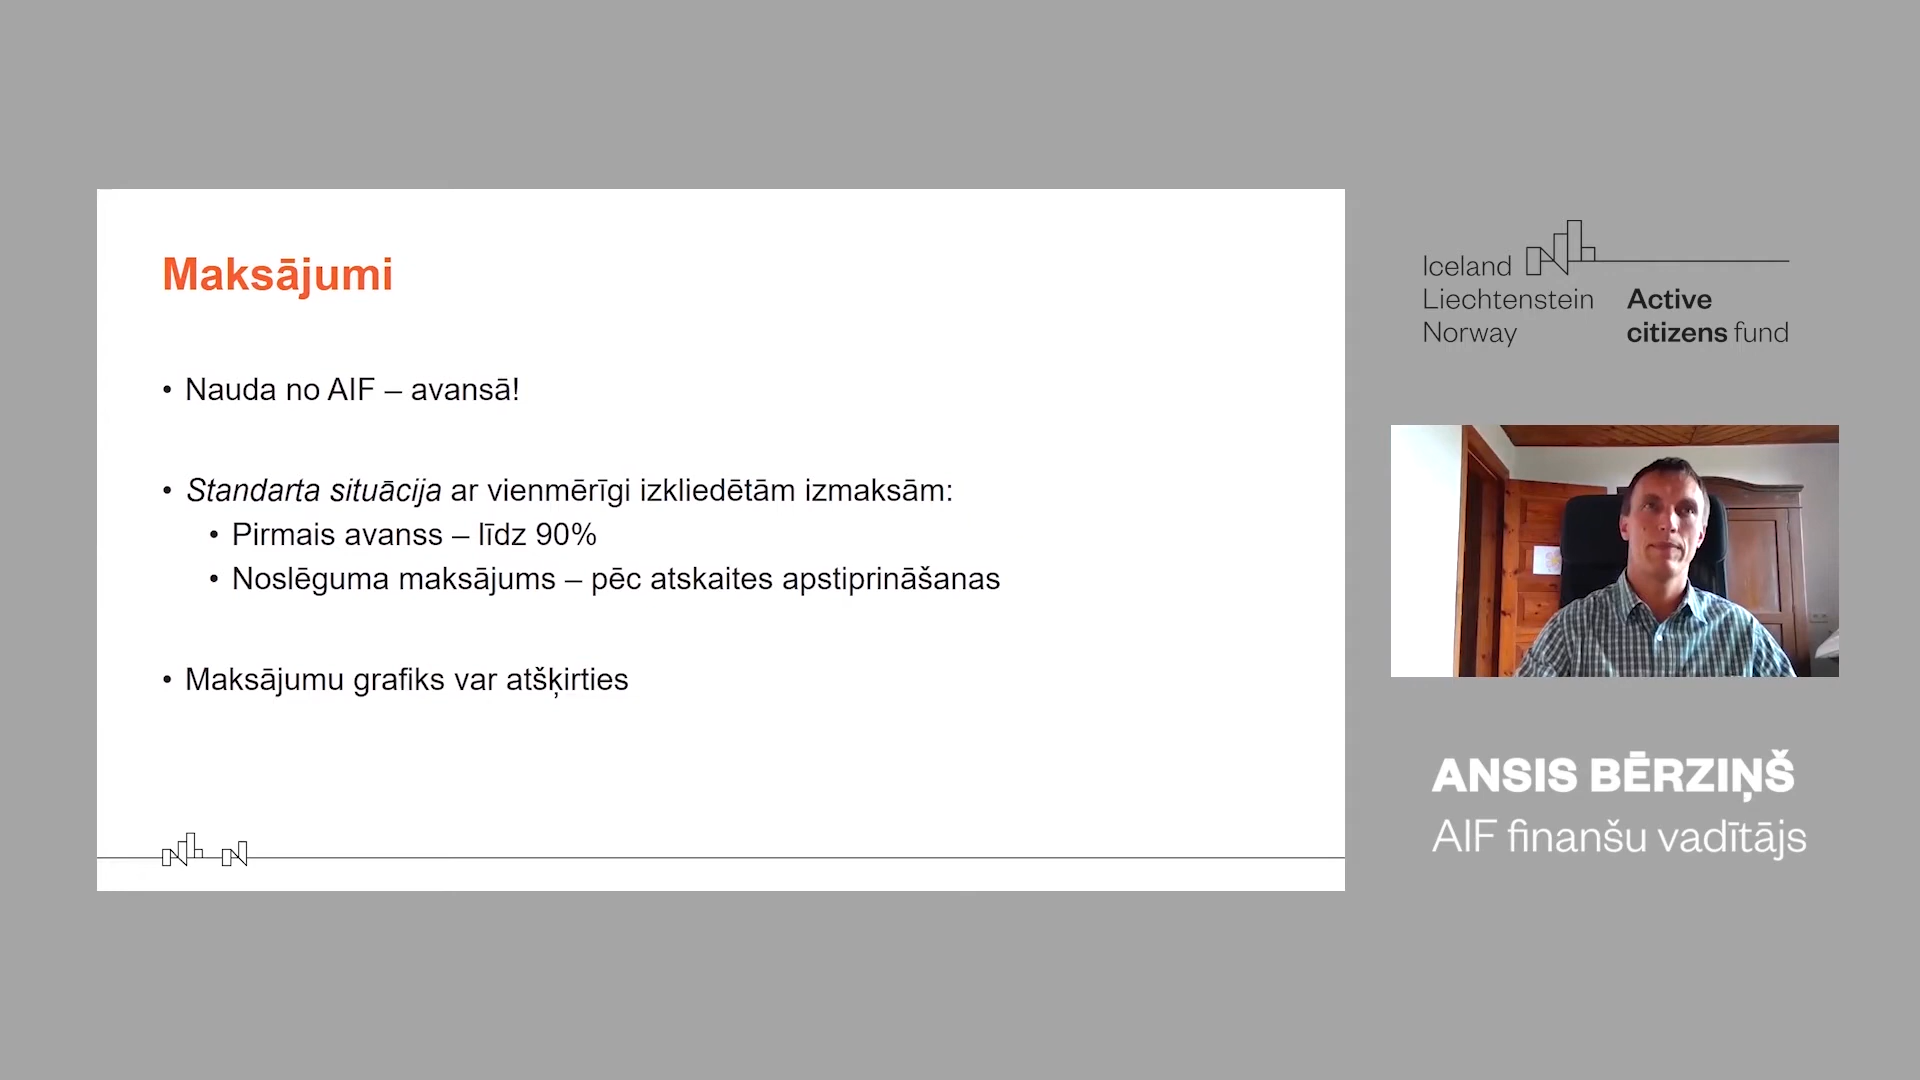 Maksājumi
• Nauda no AIF – avansā!
• Standarta situācija ar vienmērīgi izkliedētām izmaksām:
• Pirmais avanss – līdz 90%
• Noslēguma maksājums – pēc atskaites apstiprināšanas
• Maksājumu grafiks var atšķirties
Iceland
Liechtenstein
Norway
Active
citizens fund
ANSIS BĒRZIŅŠ
AIF finanšu vadītājs